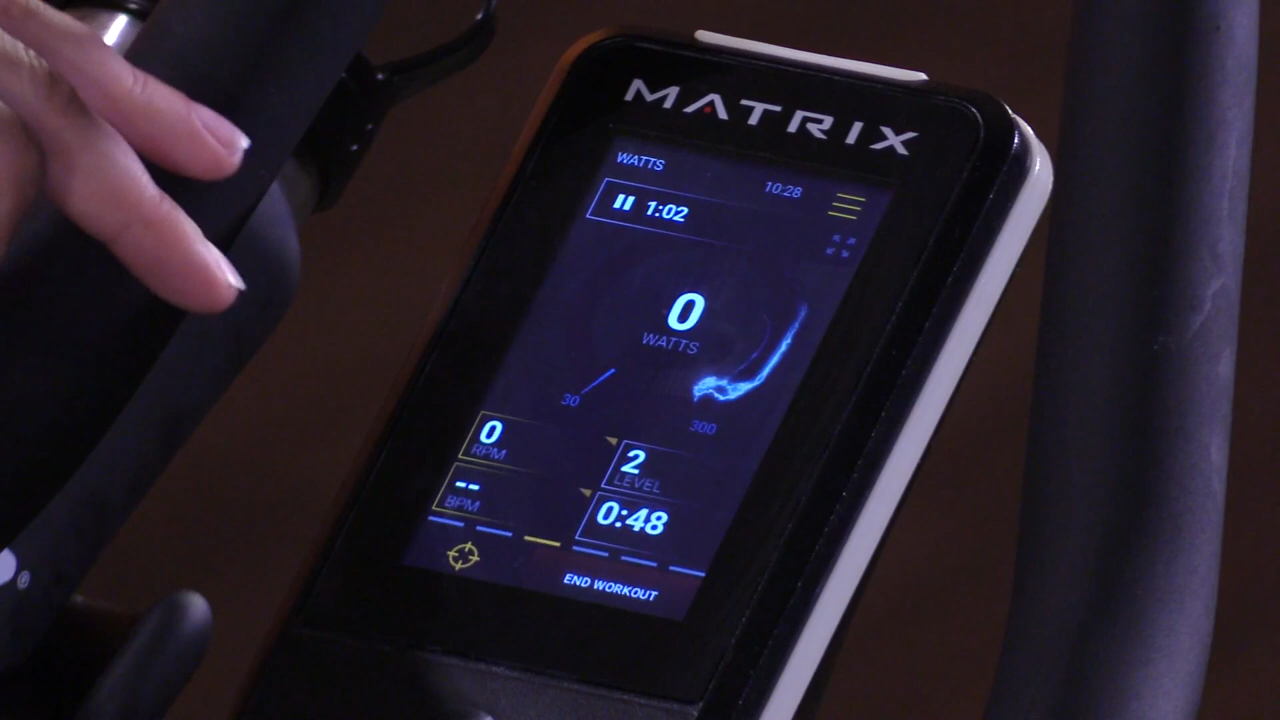 MATRIX
WATTS
10:28
1:02
0
WATTS
30
300
0
RPM
2
LEVEL
--
BPM
0:48
END WORKOUT
®